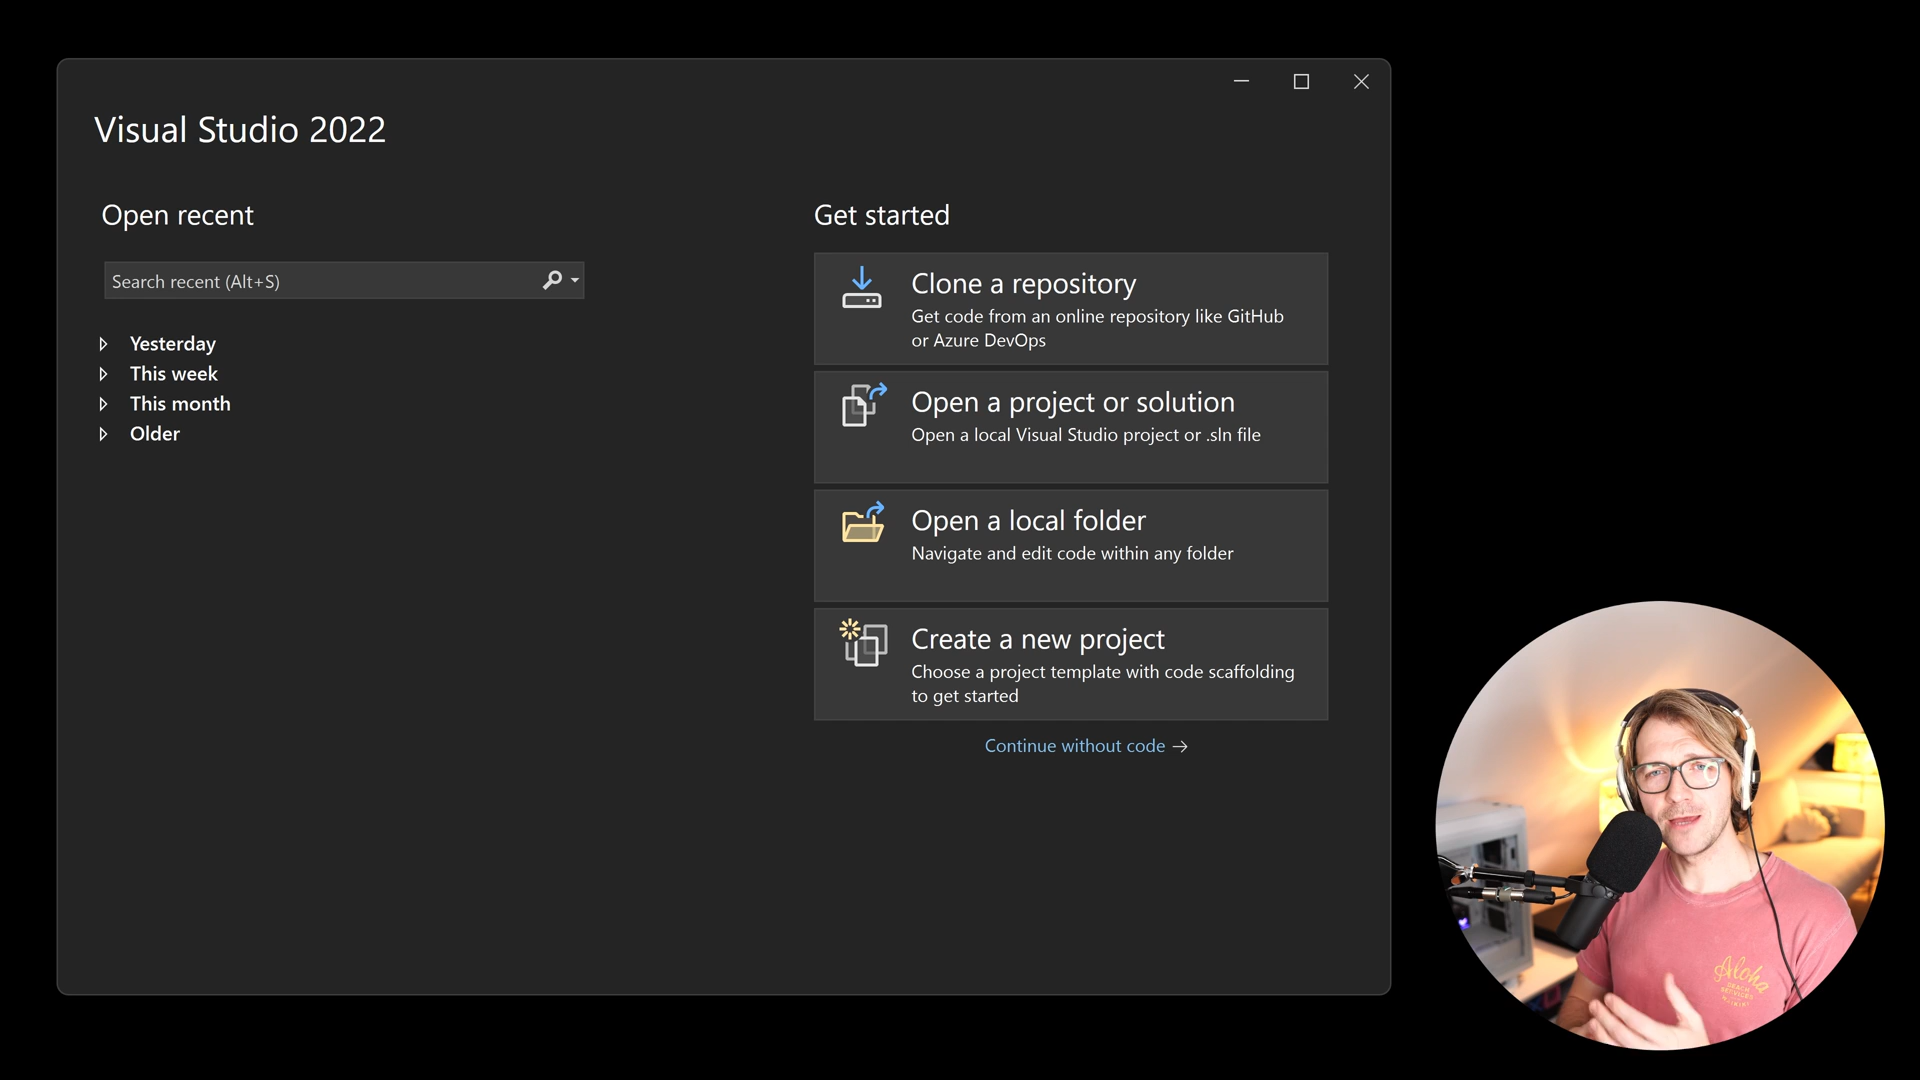 Visual Studio 2022
Open recent
Search recent (Alt+S)
Yesterday
This week
This month
Older
Get started
Clone a repository
Get code from an online repository like GitHub
or Azure DevOps
Open a project or solution
Open a local Visual Studio project or .sln file
Open a local folder
Navigate and edit code within any folder
Create a new project
Choose a project template with code scaffolding
to get started
Continue without code →
Aloha
BEACH
SERVICES